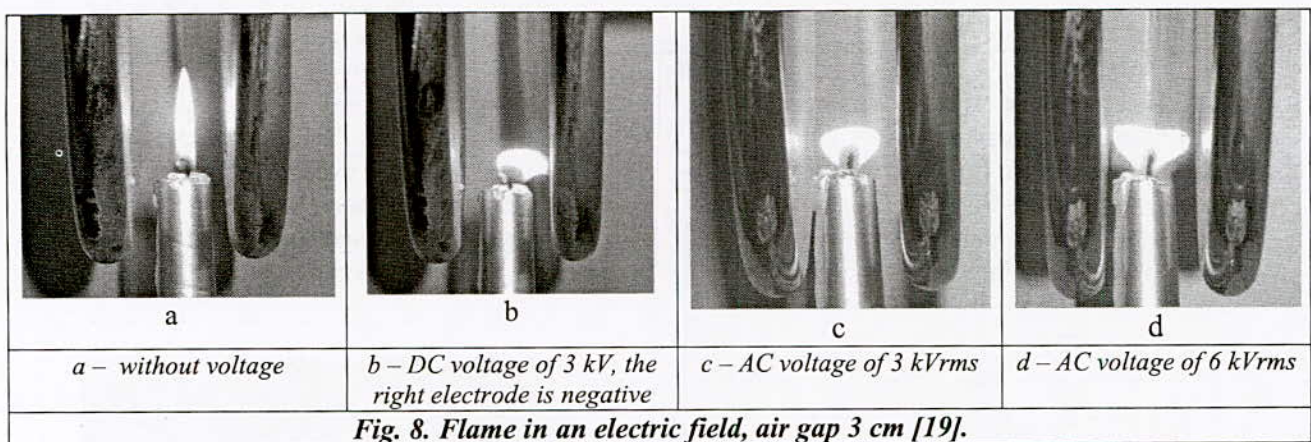 a
b
c
d
a – without voltage
b – DC voltage of 3 kV, the
right electrode is negative
c – AC voltage of 3 kVrms
d – AC voltage of 6 kVrms
Fig. 8. Flame in an electric field, air gap 3 cm [19].